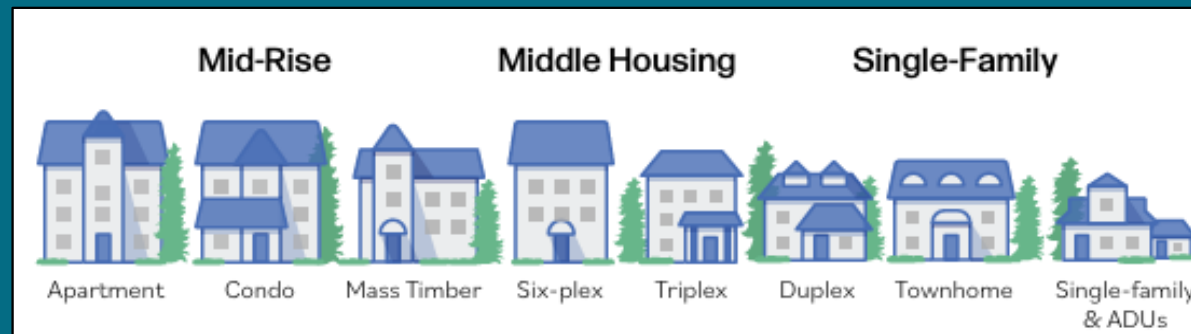 Mid-Rise Middle Housing Single-Family
Apartment Condo Mass Timber Six-plex Triplex Duplex Townhome Single-family
& ADUs